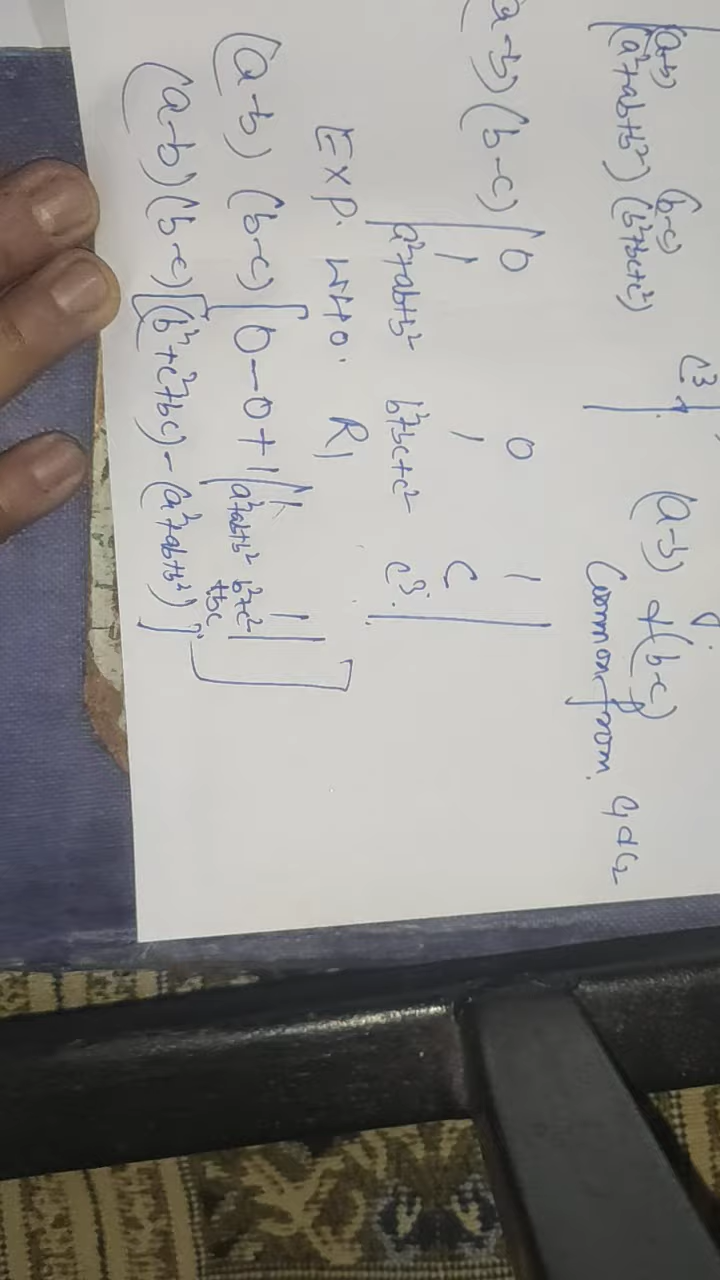 (a-b) (b-c)
(a²+ab+b²) (b²+bc+c²) c³
(a-b) & (b-c)
Common from C₁ & C₂
(a-b) (b-c) | 0 0 1
1 1 C
a²+ab+b² b²+bc+c² c³. |
Exp. w.r.to. R₁
(a-b) (b-c) [ 0-0+1 | 1 1
a²+ab+b² b²+c²+bc | ]
(a-b) (b-c) [(b²+c²+bc) - (a²+ab+b²)]